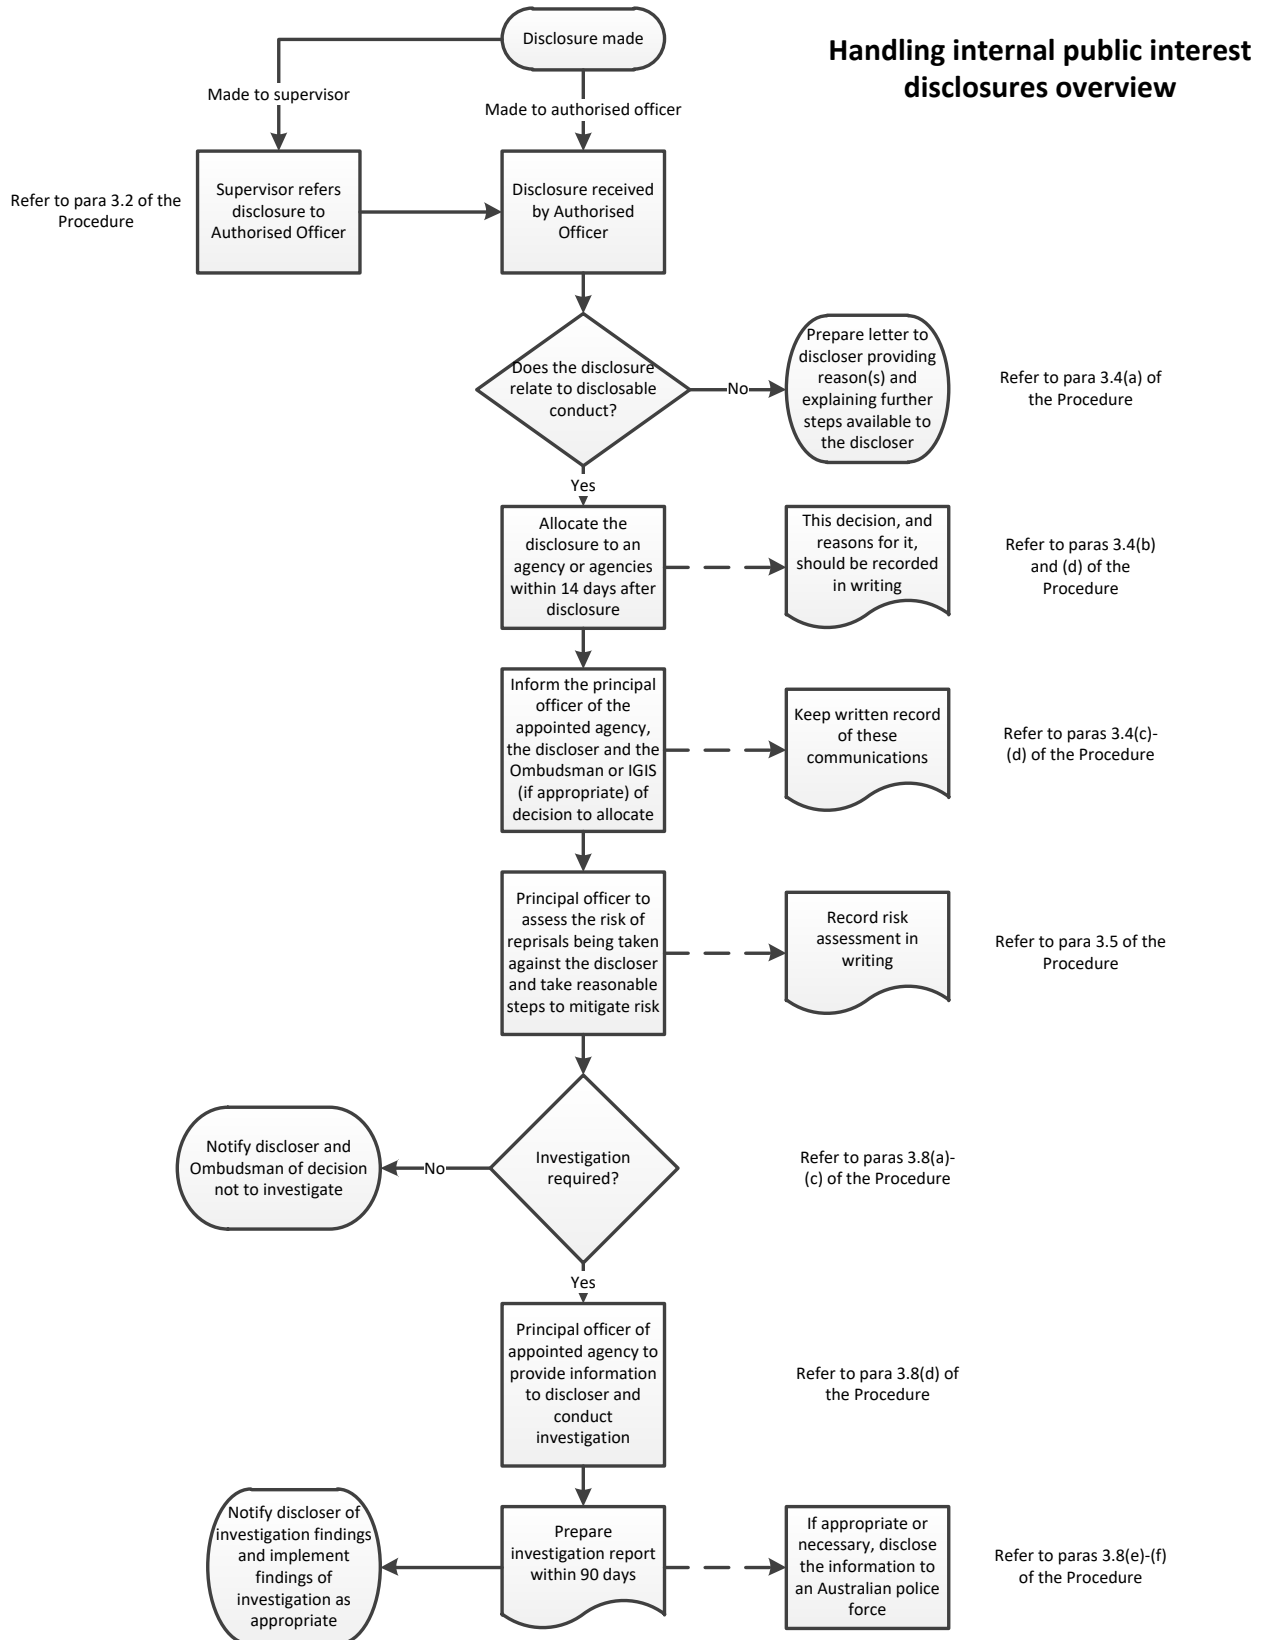 Disclosure made
Handling internal public interest
disclosures overview
Made to supervisor
Made to authorised officer
Refer to para 3.2 of the
Procedure
Supervisor refers
disclosure to
Authorised Officer
Disclosure received
by Authorised
Officer
Does the disclosure
relate to disclosable
conduct?
No
Prepare letter to
discloser providing
reason(s) and
explaining further
steps available to
the discloser
Refer to para 3.4(a) of
the Procedure
Yes
Allocate the
disclosure to an
agency or agencies
within 14 days after
disclosure
This decision, and
reasons for it,
should be recorded
in writing
Refer to paras 3.4(b)
and (d) of the
Procedure
Inform the principal
officer of the
appointed agency,
the discloser and the
Ombudsman or IGIS
(if appropriate) of
decision to allocate
Keep written record
of these
communications
Refer to paras 3.4(c)-
(d) of the Procedure
Principal officer to
assess the risk of
reprisals being taken
against the discloser
and take reasonable
steps to mitigate risk
Record risk
assessment in
writing
Refer to para 3.5 of the
Procedure
Notify discloser and
Ombudsman of decision
not to investigate
No
Investigation
required?
Refer to paras 3.8(a)-
(c) of the Procedure
Yes
Principal officer of
appointed agency to
provide information
to discloser and
conduct
investigation
Refer to para 3.8(d) of
the Procedure
Notify discloser of
investigation findings
and implement
findings of
investigation as
appropriate
Prepare
investigation report
within 90 days
If appropriate or
necessary, disclose
the information to
an Australian police
force
Refer to paras 3.8(e)-(f)
of the Procedure